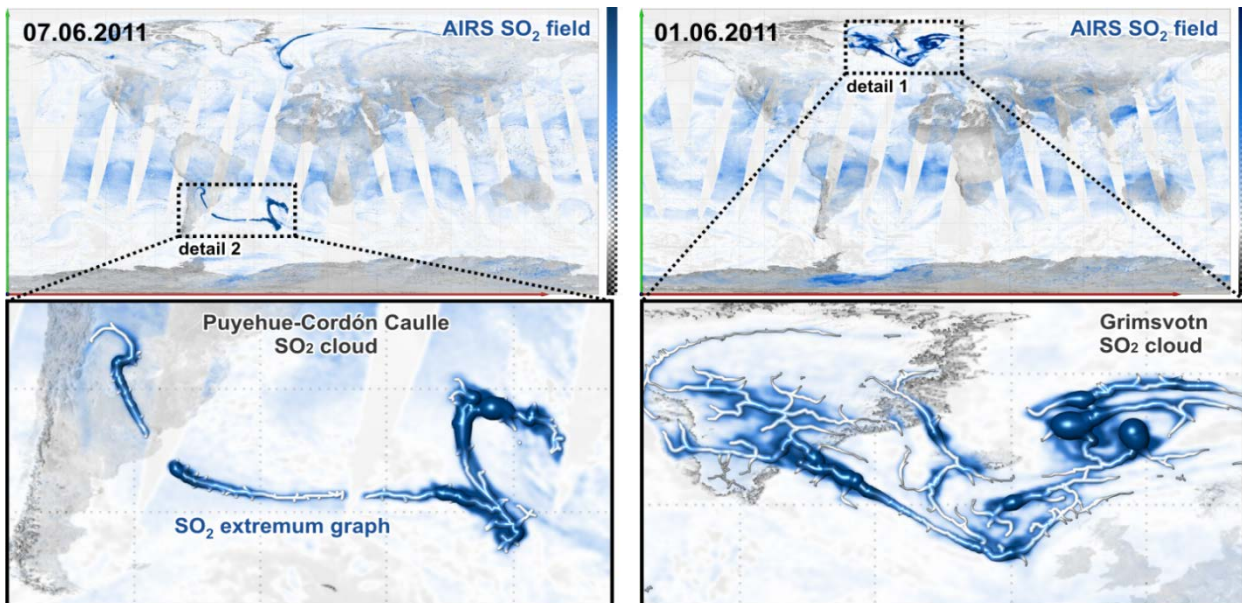 07.06.2011
AIRS SO₂ field
detail 2
Puyehue-Cordón Caulle
SO₂ cloud
SO₂ extremum graph
01.06.2011
AIRS SO₂ field
detail 1
Grimsvotn
SO₂ cloud